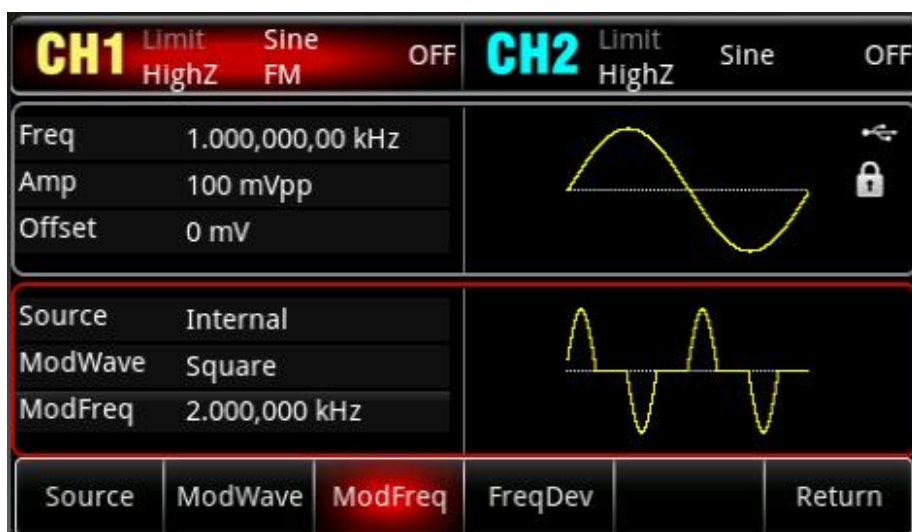 CH1 Limit Sine OFF CH2 Limit Sine OFF
HighZ FM HighZ
Freq 1.000,000,00 kHz
Amp 100 mVpp
Offset 0 mV
Source Internal
ModWave Square
ModFreq 2.000,000 kHz
Source ModWave ModFreq FreqDev Return